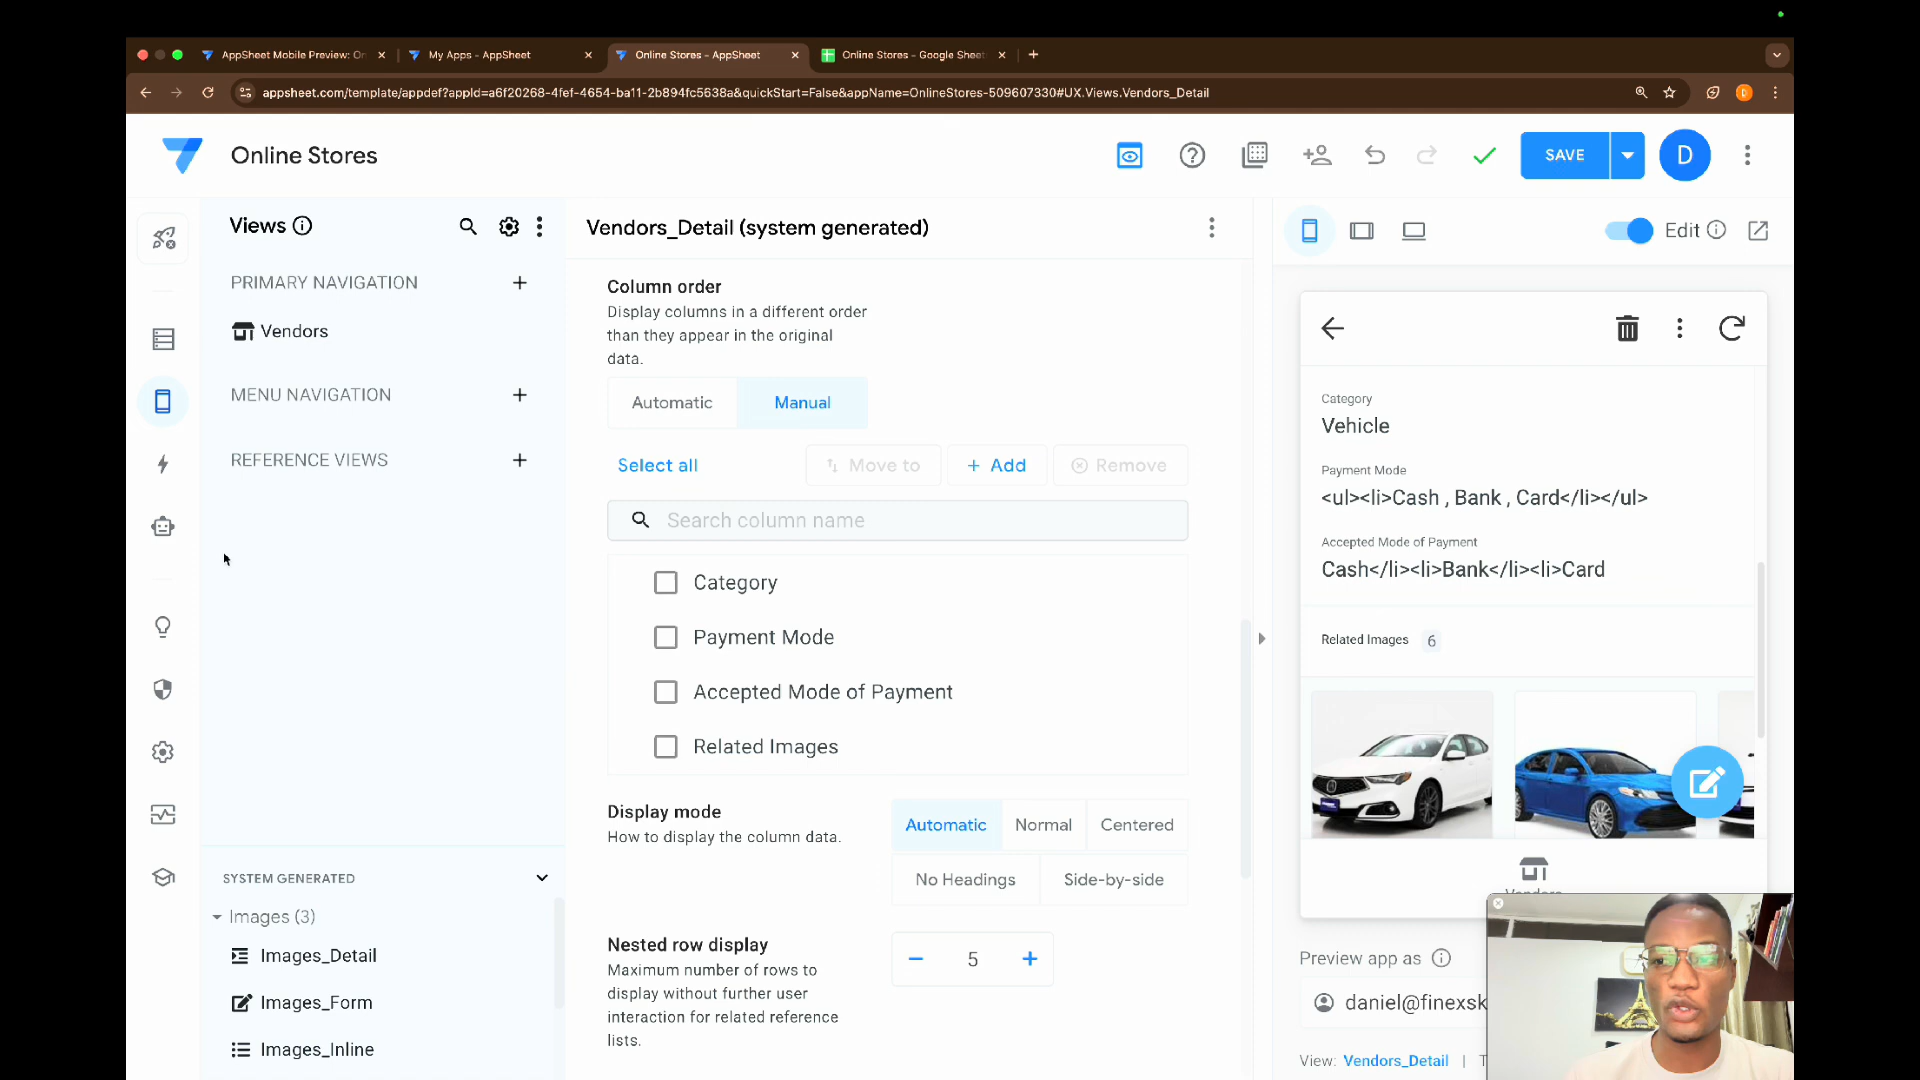 AppSheet Mobile Preview: On
My Apps - AppSheet
Online Stores - AppSheet
Online Stores - Google Sheet
appsheet.com/template/appdef?appId=a6f20268-4fef-4654-ba11-2b894fc5638a&quickStart=False&appName=OnlineStores-509607330#UX.Views.Vendors_Detail
D
Online Stores
SAVE
D
Views
PRIMARY NAVIGATION
Vendors
MENU NAVIGATION
REFERENCE VIEWS
SYSTEM GENERATED
Images (3)
Images_Detail
Images_Form
Images_Inline
Vendors_Detail (system generated)
Column order
Display columns in a different order
than they appear in the original
data.
Automatic
Manual
Select all
Move to
+ Add
Remove
Search column name
Category
Payment Mode
Accepted Mode of Payment
Related Images
Display mode
How to display the column data.
Automatic
Normal
Centered
No Headings
Side-by-side
Nested row display
Maximum number of rows to
display without further user
interaction for related reference
lists.
5
Edit
Category
Vehicle
Payment Mode
<ul><li>Cash , Bank , Card</li></ul>
Accepted Mode of Payment
Cash</li><li>Bank</li><li>Card
Related Images 6
Preview app as
daniel@finexsk
View: Vendors_Detail | T